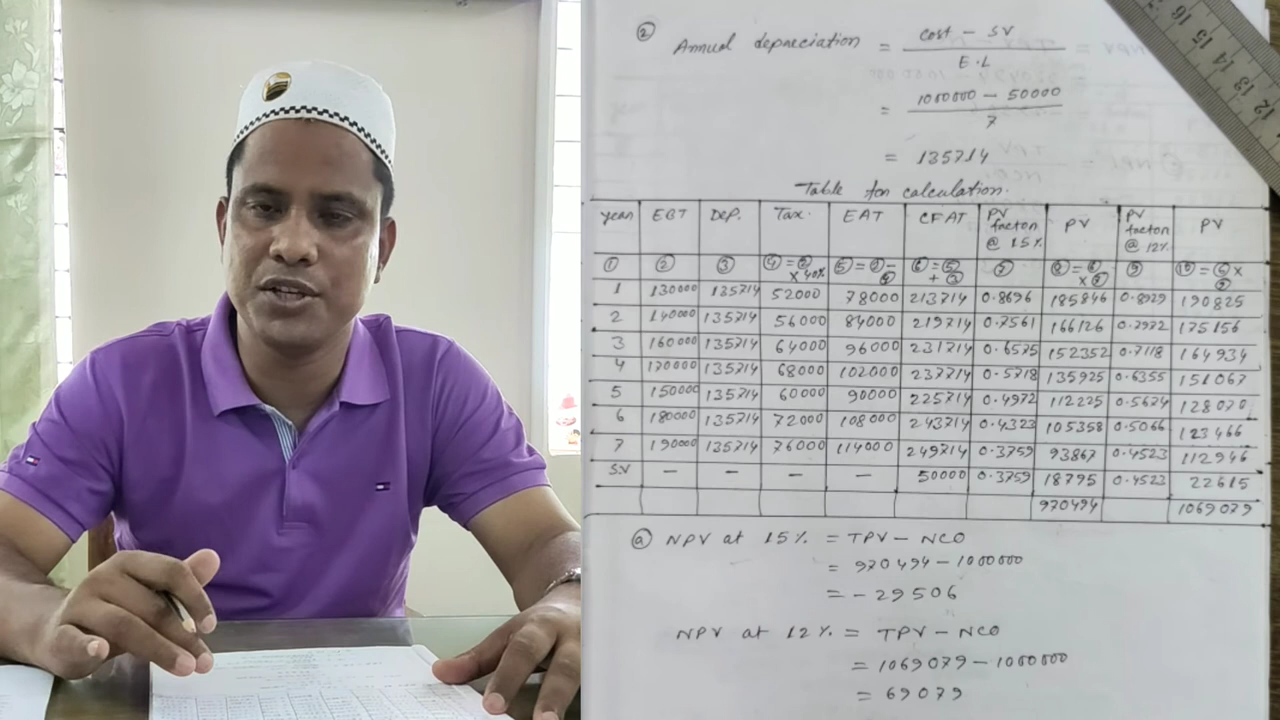 ② Annual depreciation = cost - SV / E.L
= 1000000 - 50000 / 7
= 135714
Table for calculation.
year EBT Dep. Tax. EAT CFAT PV factor @ 15% PV PV factor @ 12% PV
① ② ③ ④=②×40% ⑤=②-④ ⑥=⑤+③ ⑦ ⑧=⑥×⑦ ⑨ ⑩=⑥×⑨
1 130000 135714 52000 78000 213714 0.8696 185846 0.8929 190825
2 140000 135714 56000 84000 219714 0.7561 166126 0.7972 175156
3 160000 135714 64000 96000 231714 0.6575 152352 0.7118 164934
4 170000 135714 68000 102000 237714 0.5718 135925 0.6355 151067
5 150000 135714 60000 90000 225714 0.4972 112225 0.5674 128070
6 180000 135714 72000 108000 243714 0.4323 105358 0.5066 123466
7 190000 135714 76000 114000 249714 0.3759 93867 0.4523 112946
S.V - - - - 50000 0.3759 18795 0.4523 22615
970494 1069079
ⓐ NPV at 15% = TPV - NCO
= 970494 - 1000000
= - 29506
NPV at 12% = TPV - NCO
= 1069079 - 1000000
= 69079
12 13 14 15 16